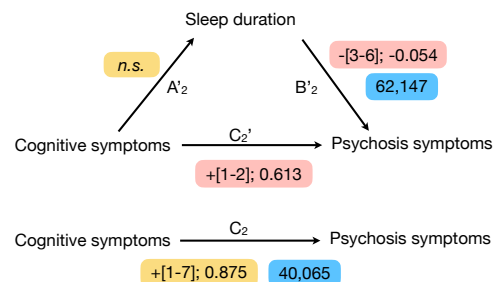 Sleep duration
n.s.
-[3-6]; -0.054
A'₂
B'₂
62,147
Cognitive symptoms
C₂'
Psychosis symptoms
+[1-2]; 0.613
Cognitive symptoms
C₂
Psychosis symptoms
+[1-7]; 0.875
40,065